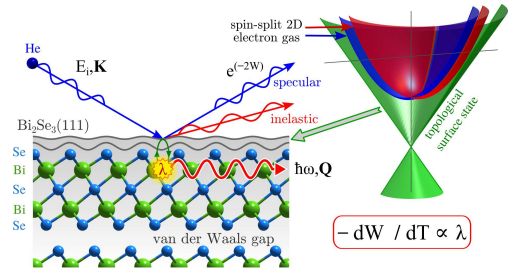 He
E_i,K
e^(-2W)
specular
inelastic
Bi₂Se₃(111)
Se
Bi
Se
Bi
Se
λ
ħω,Q
van der Waals gap
spin-split 2D
electron gas
topological
surface state
− dW / dT ∝ λ